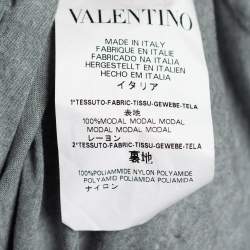 VALENTINO
MADE IN ITALY
FABRIQUE EN ITALIE
FABRICADO NA ITALIA
HERGESTELLT EN ITALIEN
HECHO EM ITALIA
イタリア
1°TESSUTO-FABRIC-TISSU-GEWEBE-TELA
表地
100%MODAL MODAL MODAL
MODAL MODAL MODAL
レーヨン
2°TESSUTO-FABRIC-TISSU-GEWEBE-TELA
裏地
100%POLIAMMIDE NYLON POLYAMIDE
POLYAMID POLIAMIDA POLIAMIDA
ナイロン